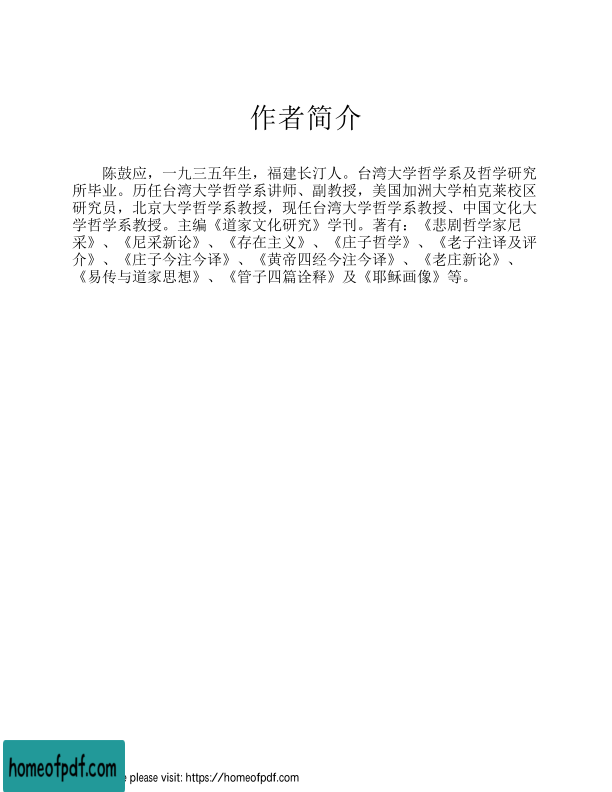 作者简介
陈鼓应，一九三五年生，福建长汀人。台湾大学哲学系及哲学研究
所毕业。历任台湾大学哲学系讲师、副教授，美国加洲大学柏克莱校区
研究员，北京大学哲学系教授，现任台湾大学哲学系教授、中国文化大
学哲学系教授。主编《道家文化研究》学刊。著有：《悲剧哲学家尼
采》、《尼采新论》、《存在主义》、《庄子哲学》、《老子注译及评
介》、《庄子今注今译》、《黄帝四经今注今译》、《老庄新论》、
《易传与道家思想》、《管子四篇诠释》及《耶稣画像》等。
homeofpdf.com
e please visit: https://homeofpdf.com